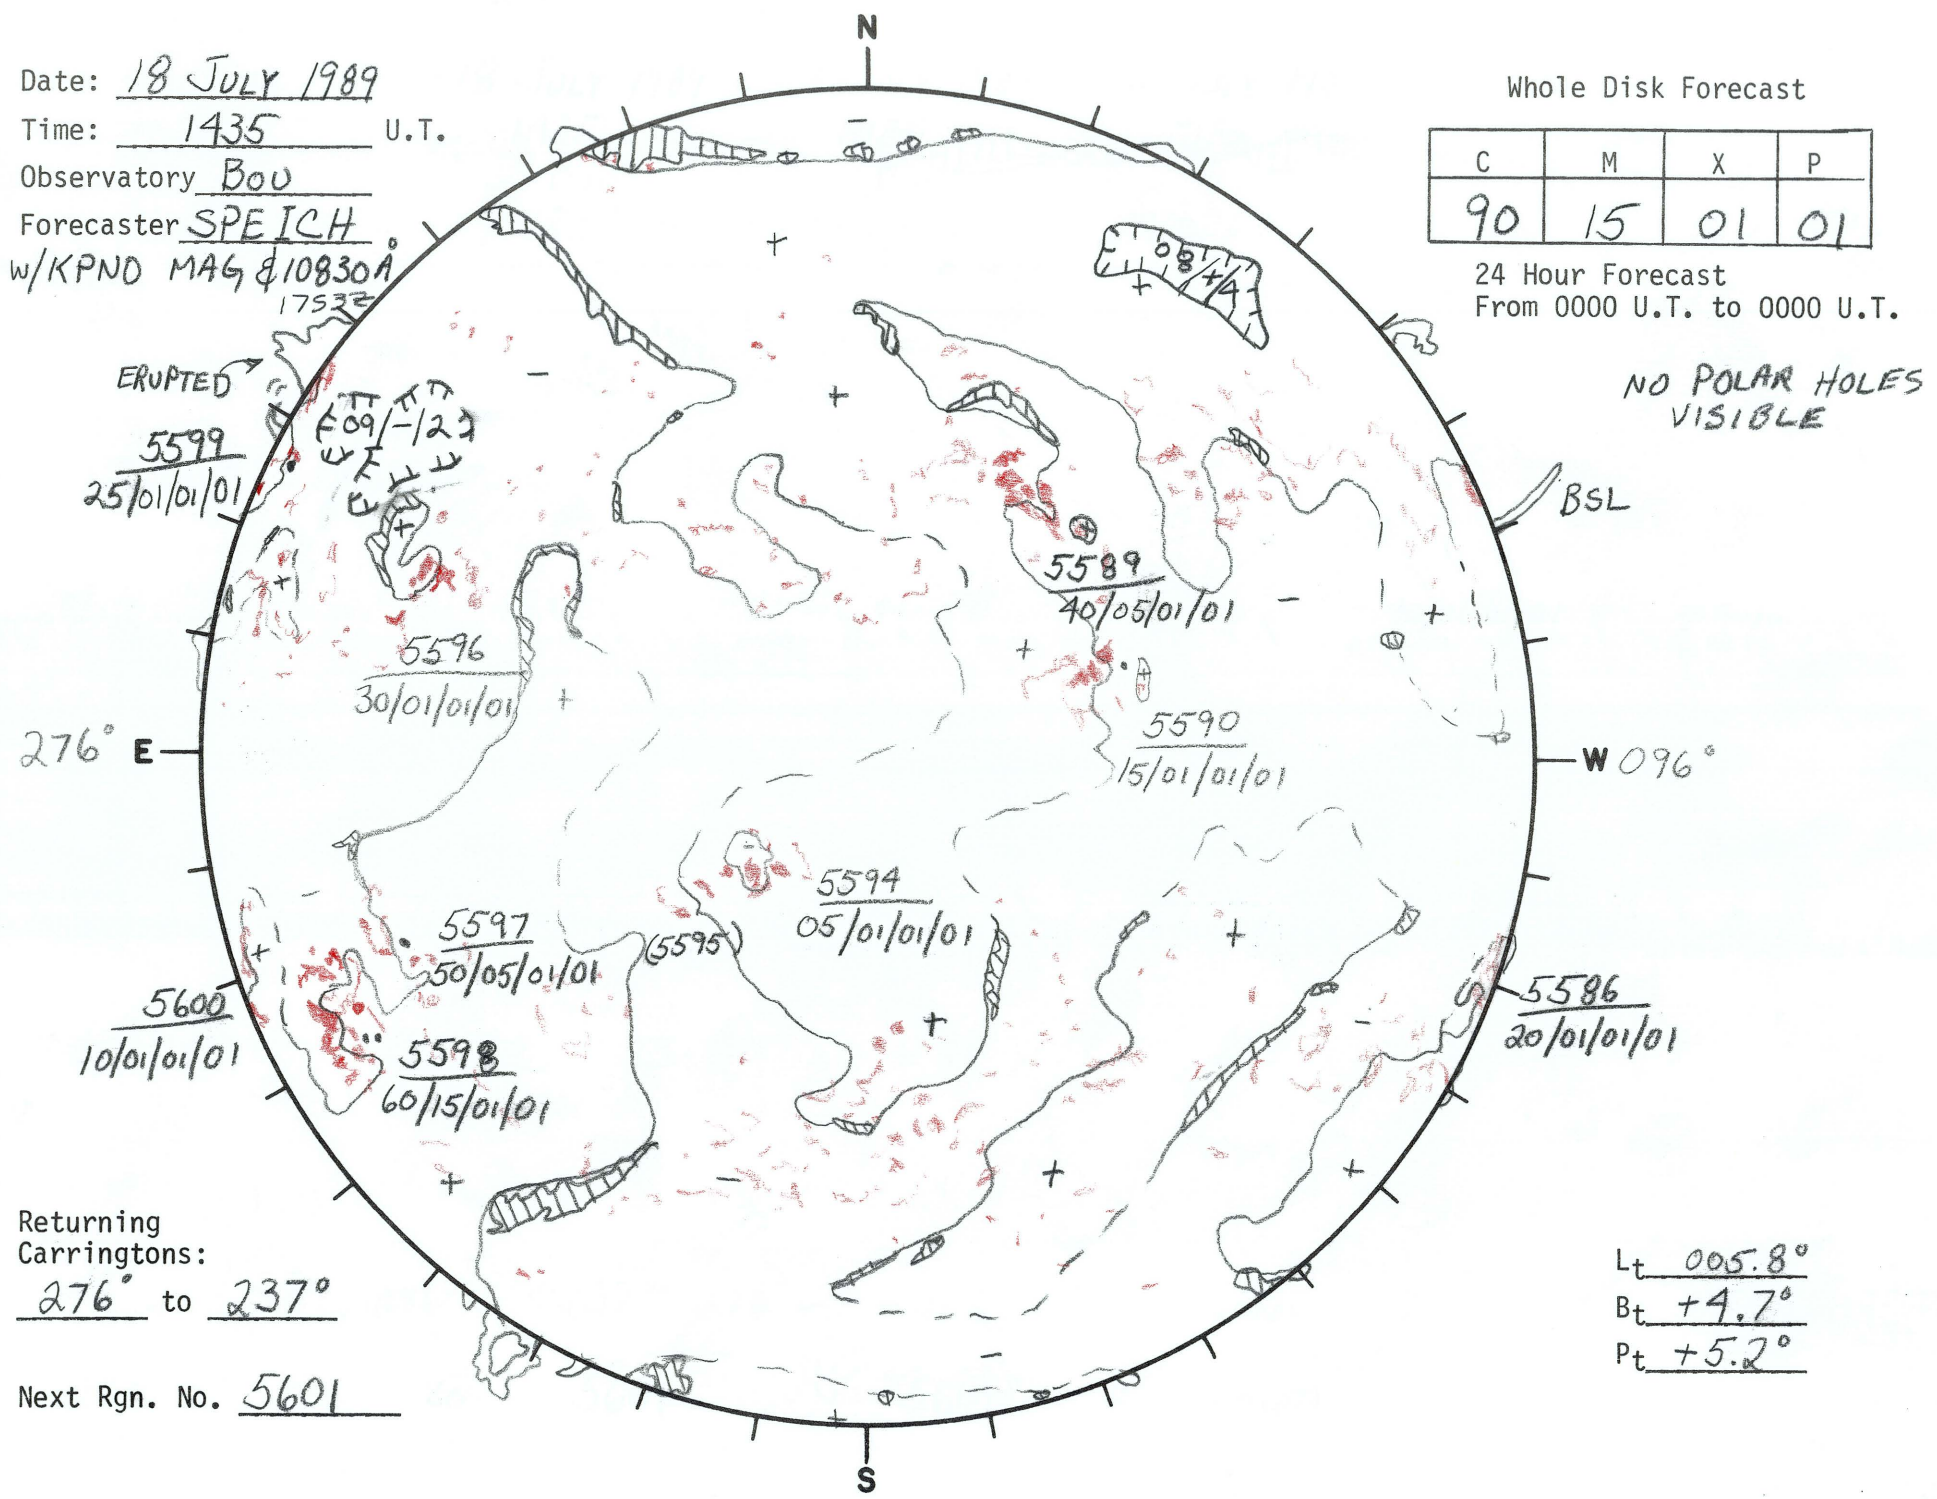 N
Date: 18 JULY 1989
Time: 1435 U.T.
Observatory BOU
Forecaster SPEICH
W/KPNO MAG & 10830Å
1753Z
ERUPTED
Whole Disk Forecast
C M X P
90 15 01 01
24 Hour Forecast
From 0000 U.T. to 0000 U.T.
NO POLAR HOLES
VISIBLE
08/+/4
09/-/2
5599
25/01/01/01
BSL
5589
40/05/01/01
5596
30/01/01/01
5590
15/01/01/01
276° E
W 096°
5594
05/01/01/01
5597
50/05/01/01
(5595)
5600
10/01/01/01
5586
20/01/01/01
5598
60/15/01/01
Returning
Carringtons:
276° to 237°
Next Rgn. No. 5601
Lt 005.8°
Bt +4.7°
Pt +5.2°
S